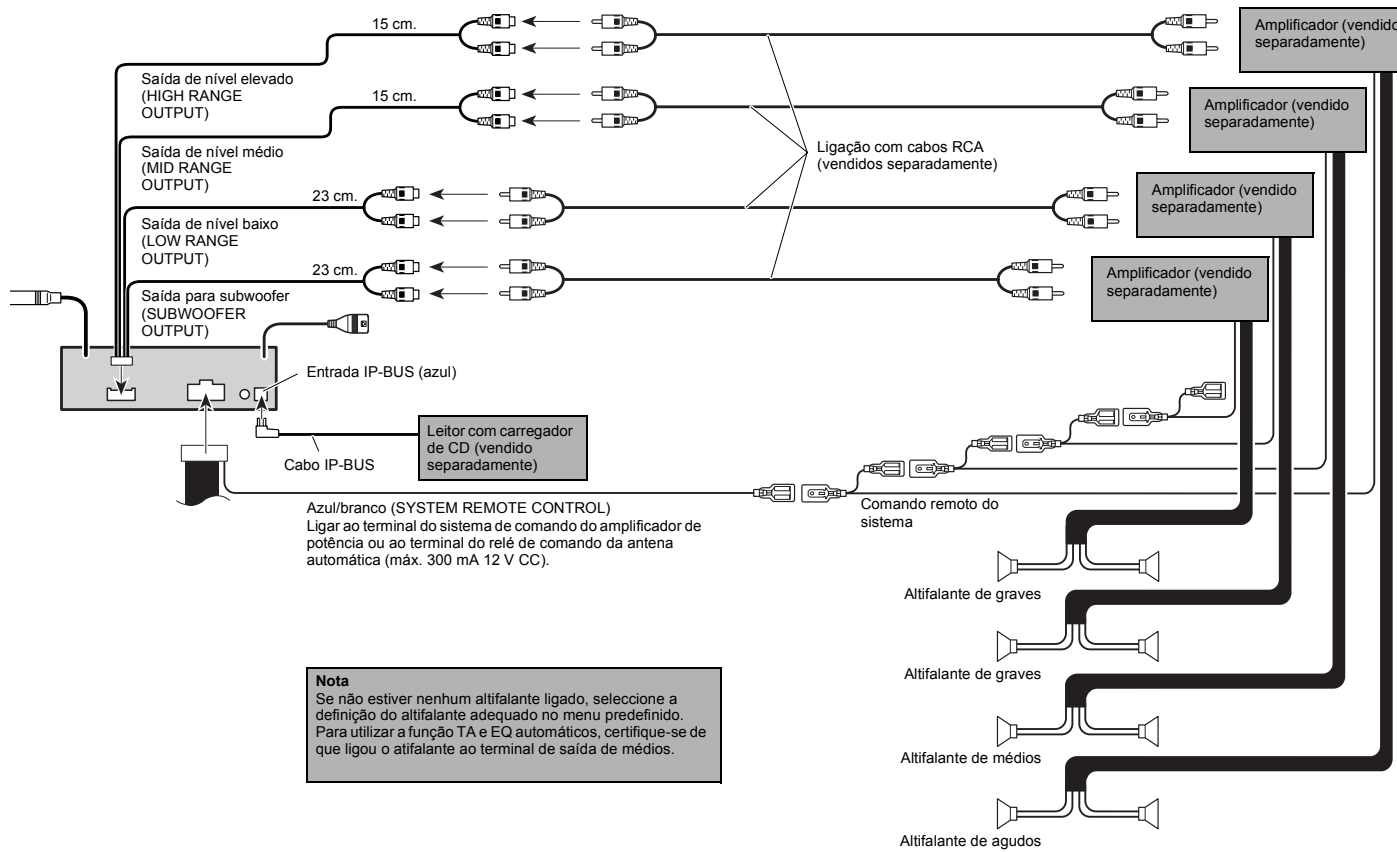 15 cm.
Amplificador (vendido
separadamente)
Saída de nível elevado
(HIGH RANGE
OUTPUT)
15 cm.
Amplificador (vendido
separadamente)
Saída de nível médio
(MID RANGE
OUTPUT)
Ligação com cabos RCA
(vendidos separadamente)
23 cm.
Amplificador (vendido
separadamente)
Saída de nível baixo
(LOW RANGE
OUTPUT)
23 cm.
Amplificador (vendido
separadamente)
Saída para subwoofer
(SUBWOOFER
OUTPUT)
Entrada IP-BUS (azul)
Leitor com carregador
de CD (vendido
separadamente)
Cabo IP-BUS
Azul/branco (SYSTEM REMOTE CONTROL)
Ligar ao terminal do sistema de comando do amplificador de
potência ou ao terminal do relé de comando da antena
automática (máx. 300 mA 12 V CC).
Comando remoto do
sistema
Altifalante de graves
Altifalante de graves
Nota
Se não estiver nenhum altifalante ligado, seleccione a
definição do altifalante adequado no menu predefinido.
Para utilizar a função TA e EQ automáticos, certifique-se de
que ligou o atifalante ao terminal de saída de médios.
Altifalante de médios
Altifalante de agudos